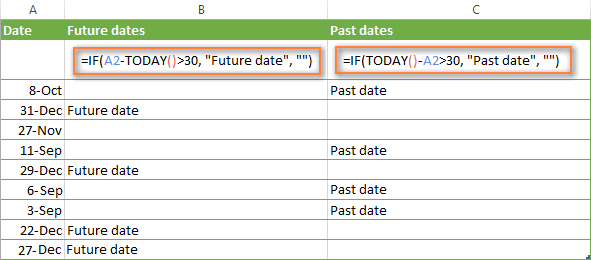 A B C
Date Future dates Past dates
=IF(A2-TODAY()>30, "Future date", "") =IF(TODAY()-A2>30, "Past date", "")
8-Oct Past date
31-Dec Future date
27-Nov
11-Sep Past date
29-Dec Future date
6-Sep Past date
3-Sep Past date
22-Dec Future date
27-Dec Future date